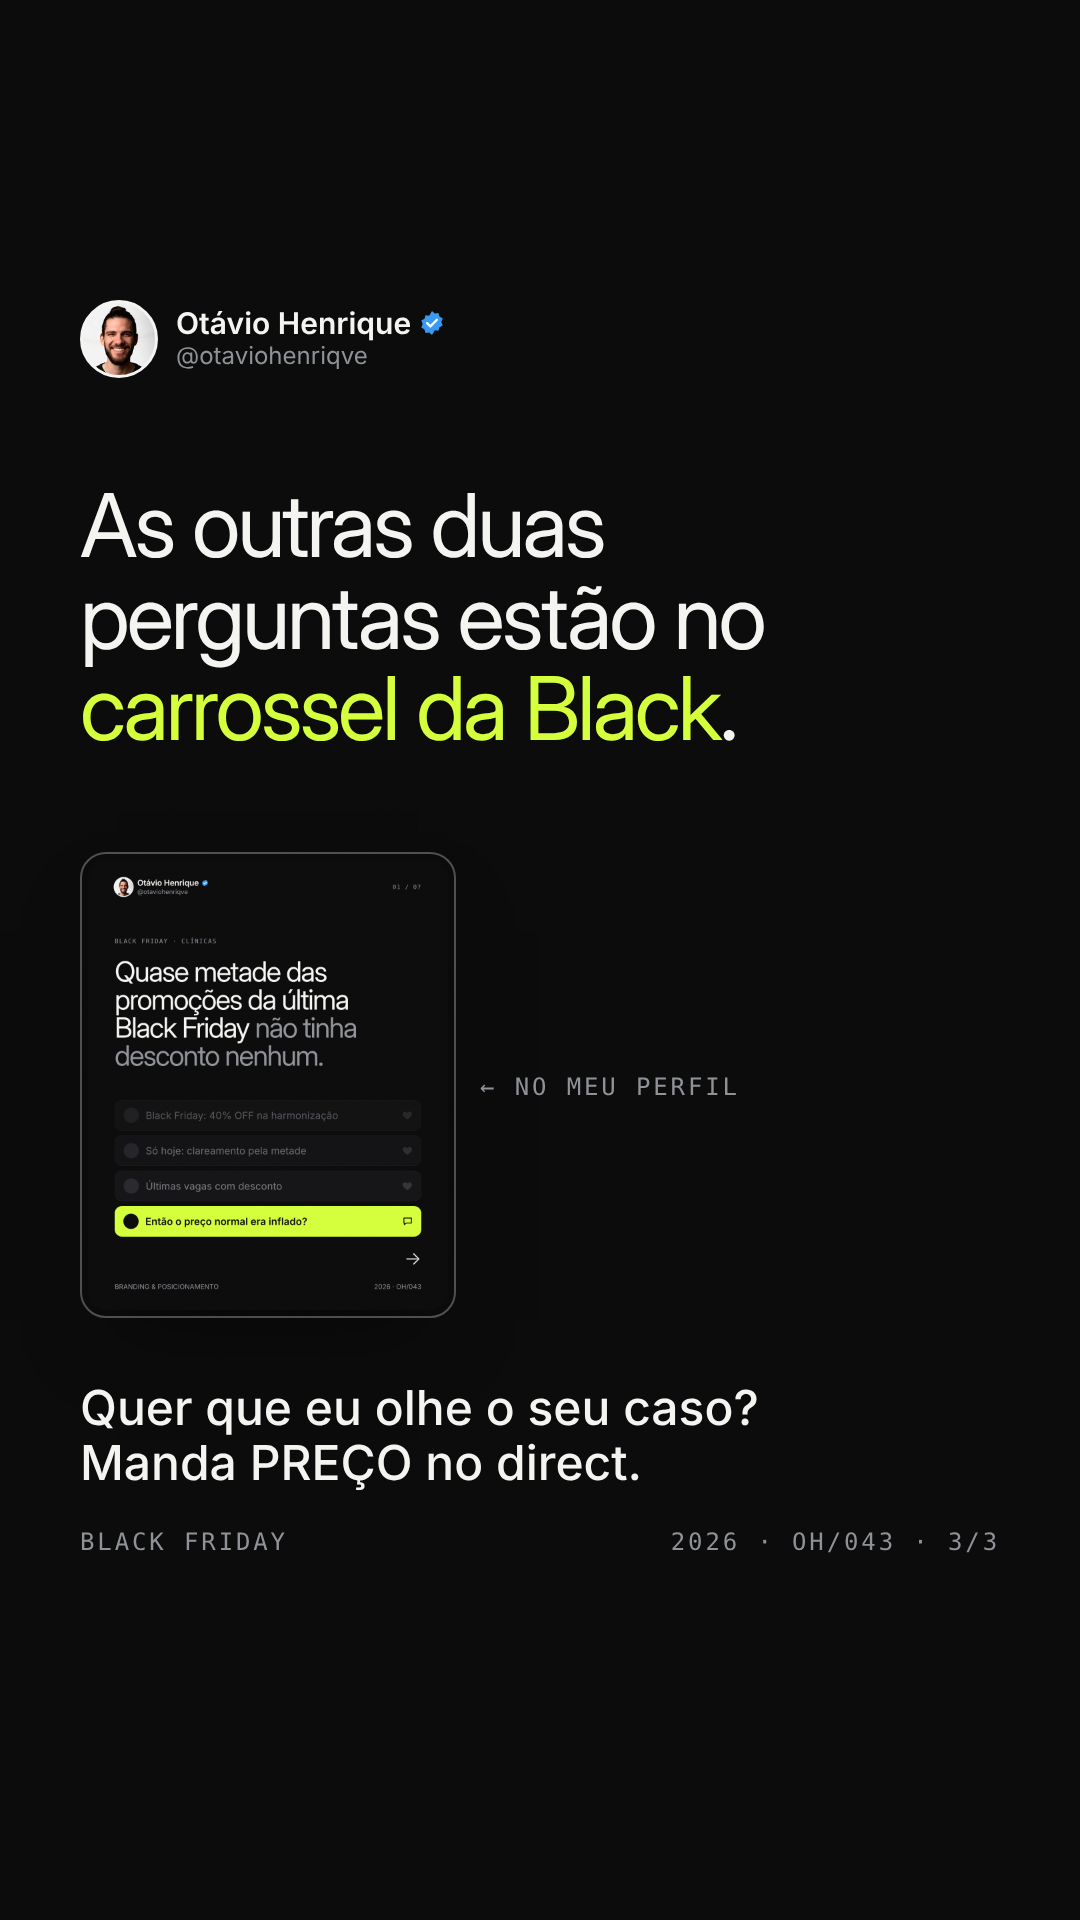 Otávio Henrique
@otaviohenriqve
As outras duas
perguntas estão no
carrossel da Black.
Otávio Henrique
@otaviohenriqve
01 / 07
BLACK FRIDAY · CLÍNICAS
Quase metade das
promoções da última
Black Friday não tinha
desconto nenhum.
Black Friday: 40% OFF na harmonização
Só hoje: clareamento pela metade
Últimas vagas com desconto
Então o preço normal era inflado?
→
BRANDING & POSICIONAMENTO
2026 · OH/043
← NO MEU PERFIL
Quer que eu olhe o seu caso?
Manda PREÇO no direct.
BLACK FRIDAY
2026 · OH/043 · 3/3